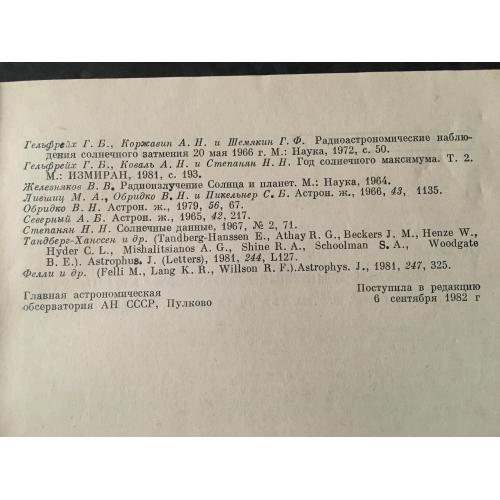 Гельфрейх Г. Б., Коржавин А. Н. и Шемякин Г. Ф. Радиоастрономические наблю-
дения солнечного затмения 20 мая 1966 г. М.: Наука, 1972, с. 50.
Гельфрейх Г. Б., Коваль А. Н. и Степанян Н. Н. Год солнечного максимума. Т. 2.
М.: ИЗМИРАН, 1981, с. 193.
Железняков В. В. Радиоизлучение Солнца и планет. М.: Наука, 1964.
Лившиц М. А., Обридко В. Н. и Пикельнер С. Б. Астрон. ж., 1966, 43, 1135.
Обридко В. Н. Астрон. ж., 1979, 56, 67.
Северный А. Б. Астрон. ж., 1965, 42, 217.
Степанян Н. Н. Солнечные данные, 1967, № 2, 71.
Тандберг-Ханссен и др. (Tandberg-Hanssen E., Athay R. G., Beckers J. M., Henze W.,
Hyder C. L., Mishalitsianos A. G., Shine R. A., Schoolman S. A., Woodgate
B. E.). Astrophus. J. (Letters), 1981, 244, L127.
Фелли и др. (Felli M., Lang K. R., Willson R. F.). Astrophys. J., 1981, 247, 325.
Главная астрономическая
обсерватория АН СССР, Пулково
Поступила в редакцию
6 сентября 1982 г